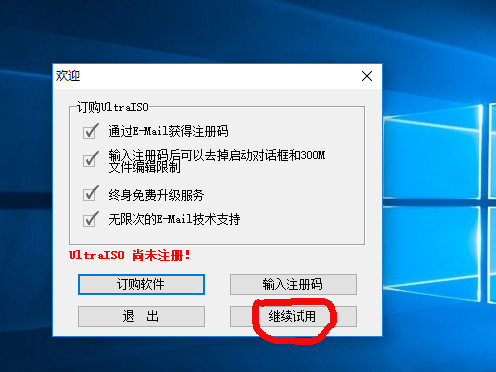 欢迎
订购UltraISO
通过E-Mail获得注册码
输入注册码后可以去掉启动对话框和300M
文件编辑限制
终身免费升级服务
无限次的E-Mail技术支持
UltraISO 尚未注册!
订购软件
输入注册码
退 出
继续试用